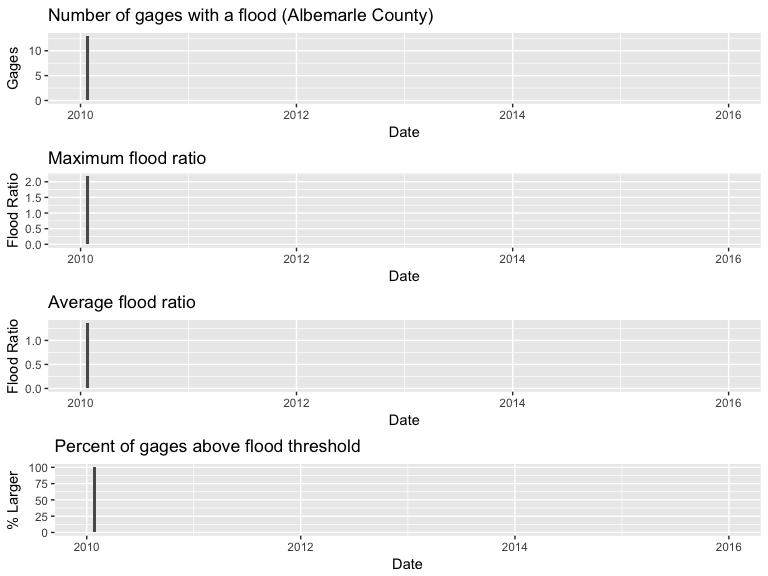 Number of gages with a flood (Albemarle County)
Gages
10
5
0
2010 2012 2014 2016
Date
Maximum flood ratio
Flood Ratio
2.0
1.5
1.0
0.5
0.0
2010 2012 2014 2016
Date
Average flood ratio
Flood Ratio
1.0
0.5
0.0
2010 2012 2014 2016
Date
Percent of gages above flood threshold
% Larger
100
75
50
25
0
2010 2012 2014 2016
Date